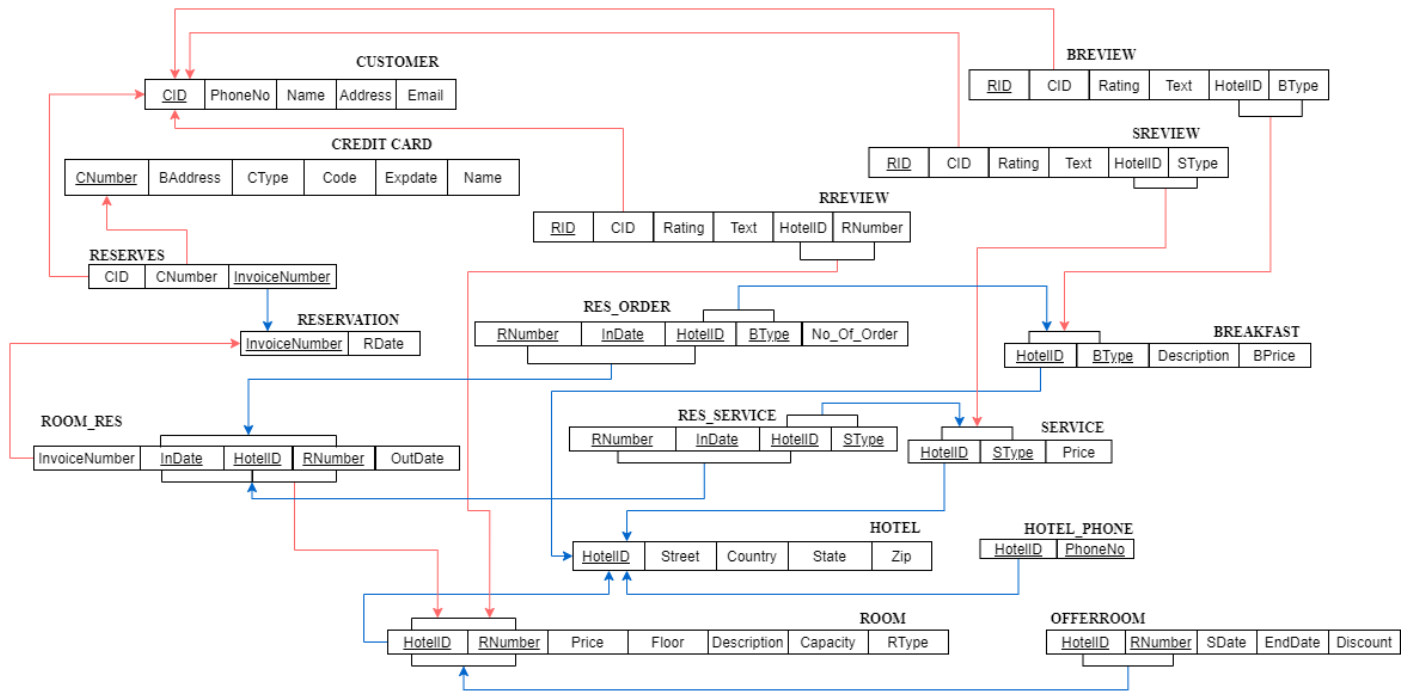 CUSTOMER
CID PhoneNo Name Address Email
BREVIEW
RID CID Rating Text HotelID BType
CREDIT CARD
CNumber BAddress CType Code Expdate Name
SREVIEW
RID CID Rating Text HotelID SType
RREVIEW
RID CID Rating Text HotelID RNumber
RESERVES
CID CNumber InvoiceNumber
RESERVATION
InvoiceNumber RDate
RES_ORDER
RNumber InDate HotelID BType No_Of_Order
BREAKFAST
HotelID BType Description BPrice
ROOM_RES
InvoiceNumber InDate HotelID RNumber OutDate
RES_SERVICE
RNumber InDate HotelID SType
SERVICE
HotelID SType Price
HOTEL
HotelID Street Country State Zip
HOTEL_PHONE
HotelID PhoneNo
ROOM
HotelID RNumber Price Floor Description Capacity RType
OFFERROOM
HotelID RNumber SDate EndDate Discount